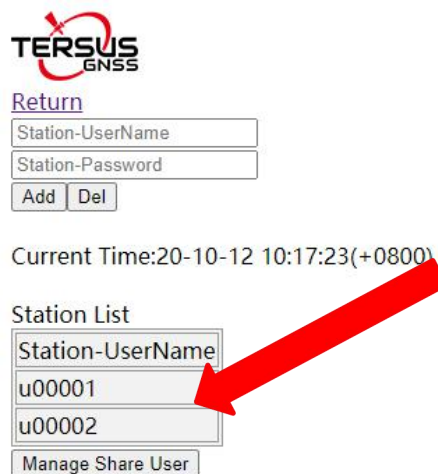 TERSUS
GNSS
Return
Station-UserName
Station-Password
Add Del
Current Time:20-10-12 10:17:23(+0800)
Station List
Station-UserName
u00001
u00002
Manage Share User